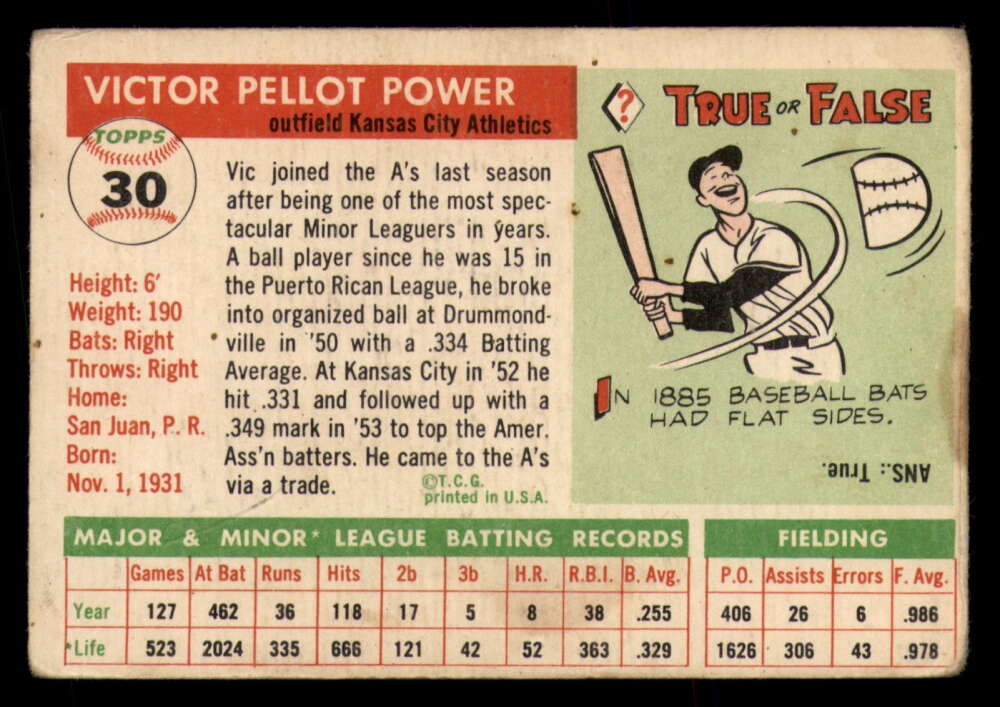 VICTOR PELLOT POWER
outfield Kansas City Athletics
TOPPS
30
Height: 6'
Weight: 190
Bats: Right
Throws: Right
Home:
San Juan, P. R.
Born:
Nov. 1, 1931
Vic joined the A's last season
after being one of the most spec-
tacular Minor Leaguers in years.
A ball player since he was 15 in
the Puerto Rican League, he broke
into organized ball at Drummond-
ville in '50 with a .334 Batting
Average. At Kansas City in '52 he
hit .331 and followed up with a
.349 mark in '53 to top the Amer.
Ass'n batters. He came to the A's
via a trade.
©T.C.G.
printed in U.S.A.
? TRUE OR FALSE
IN 1885 BASEBALL BATS
HAD FLAT SIDES.
ANS.: True.
MAJOR & MINOR* LEAGUE BATTING RECORDS FIELDING
Games At Bat Runs Hits 2b 3b H.R. R.B.I. B. Avg. P.O. Assists Errors F. Avg.
Year 127 462 36 118 17 5 8 38 .255 406 26 6 .986
*Life 523 2024 335 666 121 42 52 363 .329 1626 306 43 .978